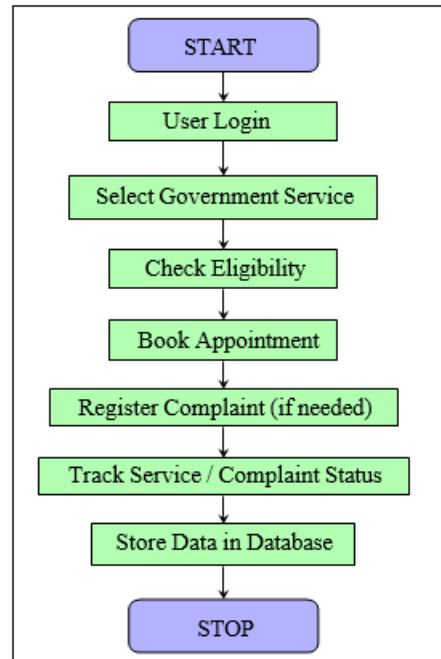 START
User Login
Select Government Service
Check Eligibility
Book Appointment
Register Complaint (if needed)
Track Service / Complaint Status
Store Data in Database
STOP